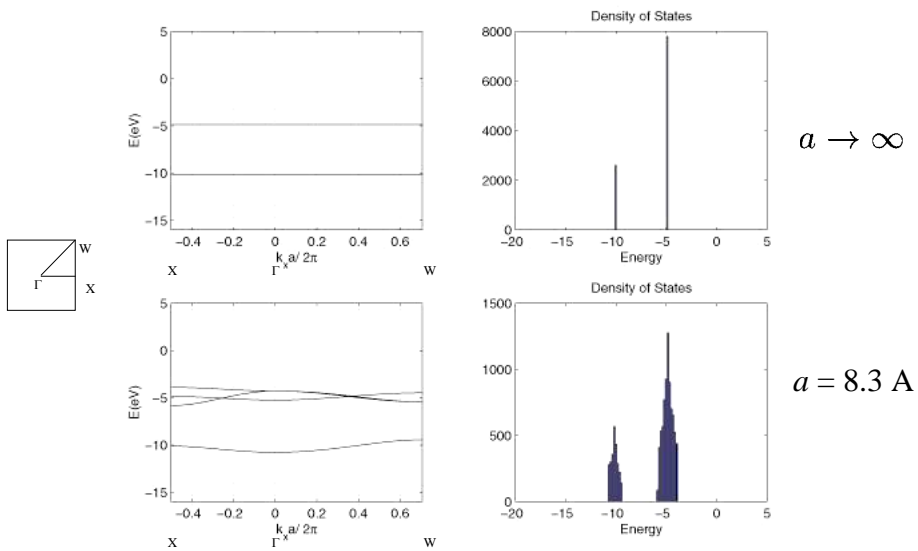 Density of States
5
0
−5
−10
−15
E(eV)
−0.4 −0.2 0 0.2 0.4 0.6
k_x a/ 2π
X Γ W
8000
6000
4000
2000
0
−20 −15 −10 −5 0 5
Energy
a → ∞
W
Γ
X
Density of States
5
0
−5
−10
−15
E(eV)
−0.4 −0.2 0 0.2 0.4 0.6
k_x a/ 2π
X Γ W
1500
1000
500
0
−20 −15 −10 −5 0 5
Energy
a = 8.3 A